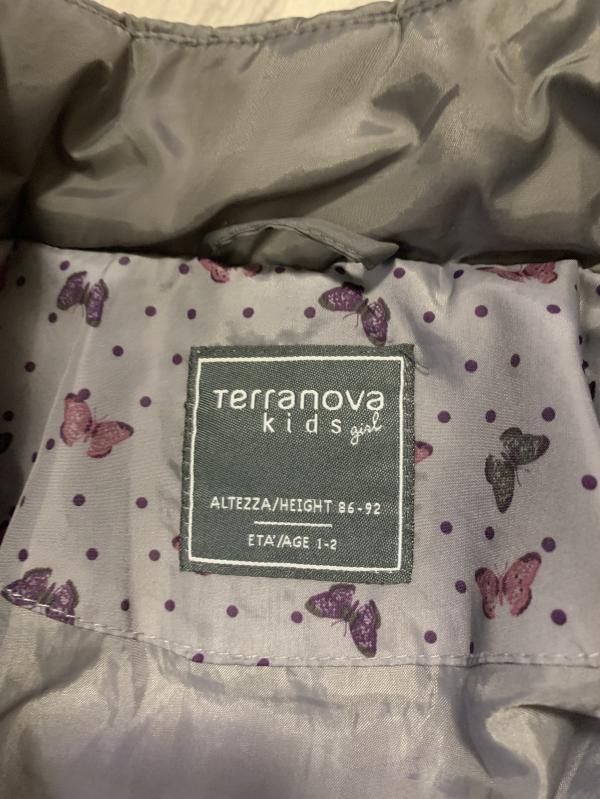 Terranova
kids girl
ALTEZZA/HEIGHT 86-92
ETA'/AGE 1-2